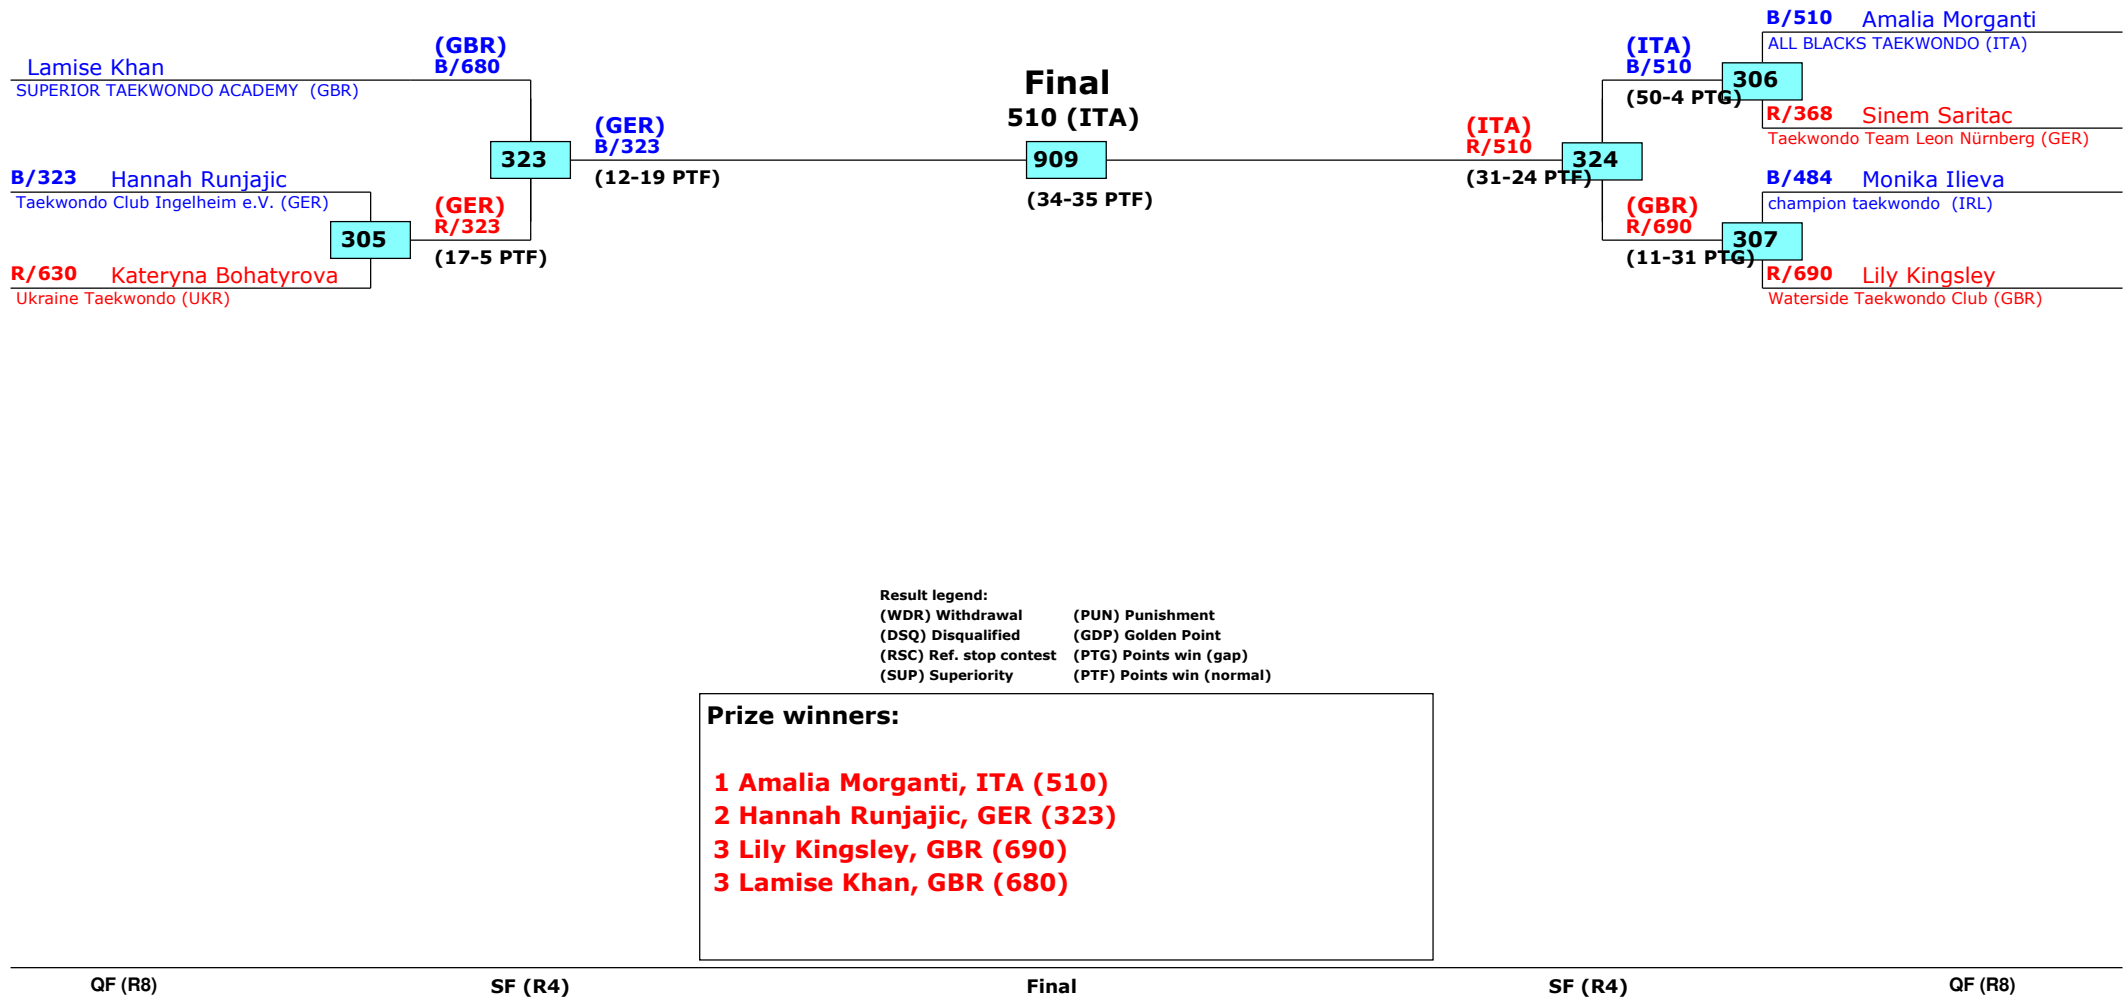 Lamise Khan
SUPERIOR TAEKWONDO ACADEMY (GBR)
(GBR)
B/680
B/323 Hannah Runjajic
Taekwondo Club Ingelheim e.V. (GER)
305
R/630 Kateryna Bohatyrova
Ukraine Taekwondo (UKR)
(GER)
R/323
(17-5 PTF)
323
(GER)
B/323
(12-19 PTF)
Final
510 (ITA)
909
(34-35 PTF)
(ITA)
R/510
(31-24 PTF)
324
(ITA)
B/510
(50-4 PTG)
306
B/510 Amalia Morganti
ALL BLACKS TAEKWONDO (ITA)
R/368 Sinem Saritac
Taekwondo Team Leon Nürnberg (GER)
(GBR)
R/690
(11-31 PTG)
307
B/484 Monika Ilieva
champion taekwondo (IRL)
R/690 Lily Kingsley
Waterside Taekwondo Club (GBR)
Result legend:
(WDR) Withdrawal (PUN) Punishment
(DSQ) Disqualified (GDP) Golden Point
(RSC) Ref. stop contest (PTG) Points win (gap)
(SUP) Superiority (PTF) Points win (normal)
Prize winners:
1 Amalia Morganti, ITA (510)
2 Hannah Runjajic, GER (323)
3 Lily Kingsley, GBR (690)
3 Lamise Khan, GBR (680)
QF (R8) SF (R4) Final SF (R4) QF (R8)